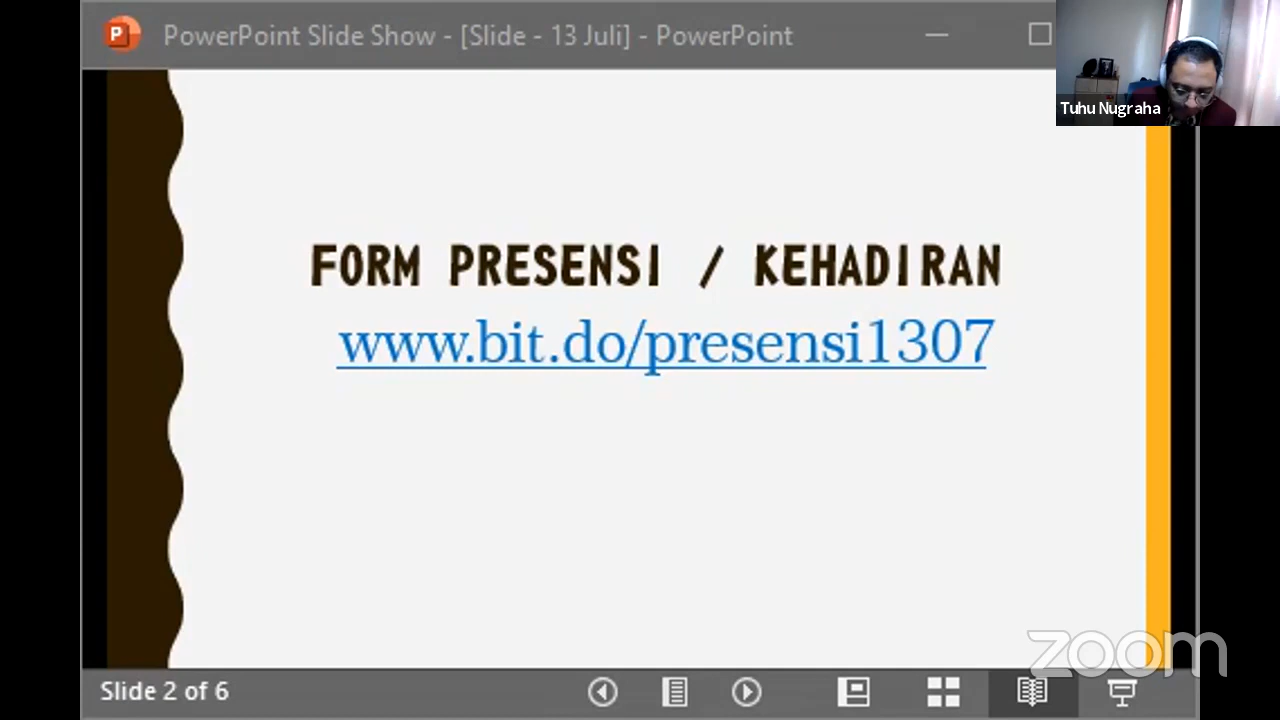 PowerPoint Slide Show - [Slide - 13 Juli] - PowerPoint
Tuhu Nugraha
FORM PRESENSI / KEHADIRAN
www.bit.do/presensi1307
zoom
Slide 2 of 6